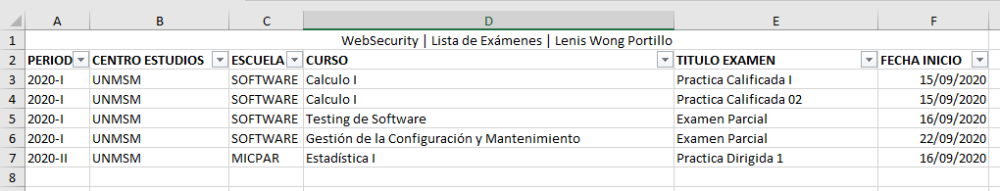 A B C D E F
1 WebSecurity | Lista de Exámenes | Lenis Wong Portillo
2 PERIOD CENTRO ESTUDIOS ESCUELA CURSO TITULO EXAMEN FECHA INICIO
3 2020-I UNMSM SOFTWARE Calculo I Practica Calificada I 15/09/2020
4 2020-I UNMSM SOFTWARE Calculo I Practica Calificada 02 15/09/2020
5 2020-I UNMSM SOFTWARE Testing de Software Examen Parcial 16/09/2020
6 2020-I UNMSM SOFTWARE Gestión de la Configuración y Mantenimiento Examen Parcial 22/09/2020
7 2020-II UNMSM MICPAR Estadística I Practica Dirigida 1 16/09/2020
8